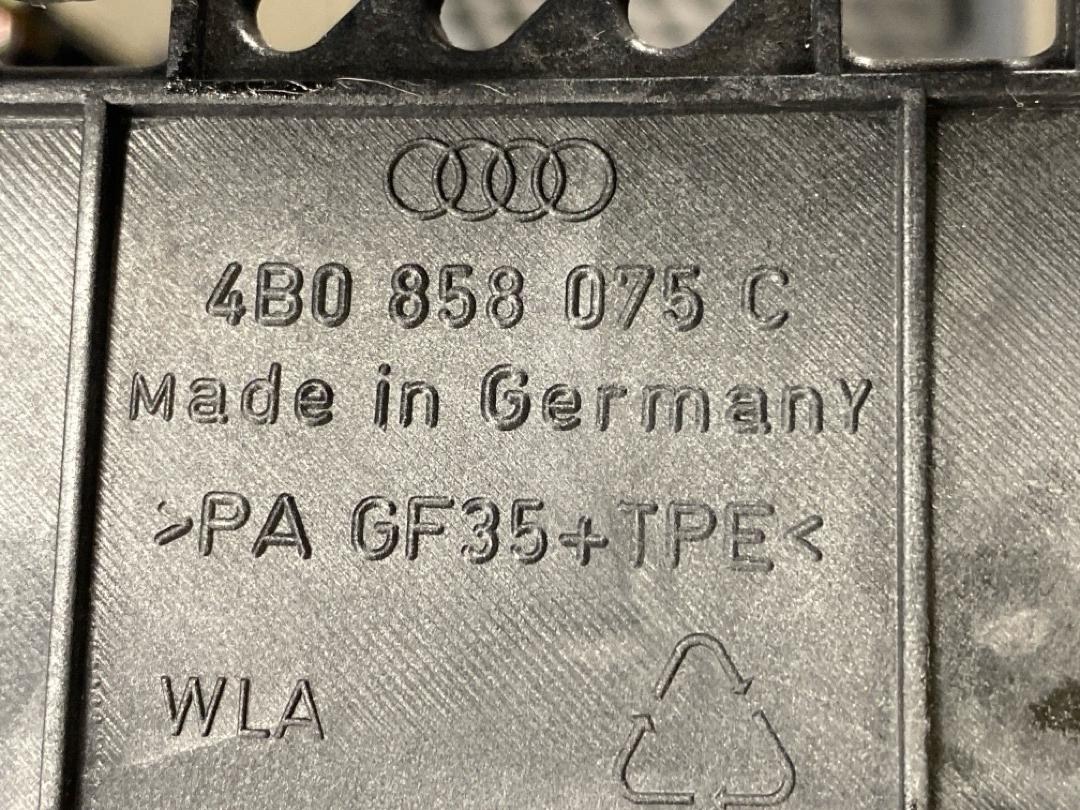 4B0 858 075 C
Made in Germany
>PA GF35+TPE<
WLA